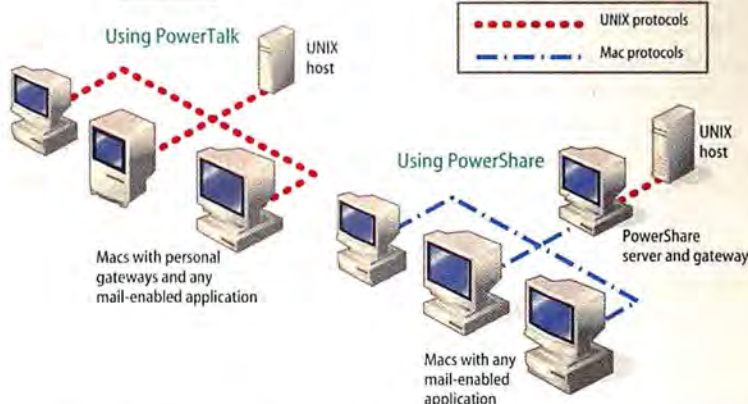 Using PowerTalk
UNIX
host
UNIX protocols
Mac protocols
Macs with personal
gateways and any
mail-enabled application
Using PowerShare
UNIX
host
PowerShare
server and gateway
Macs with any
mail-enabled
application